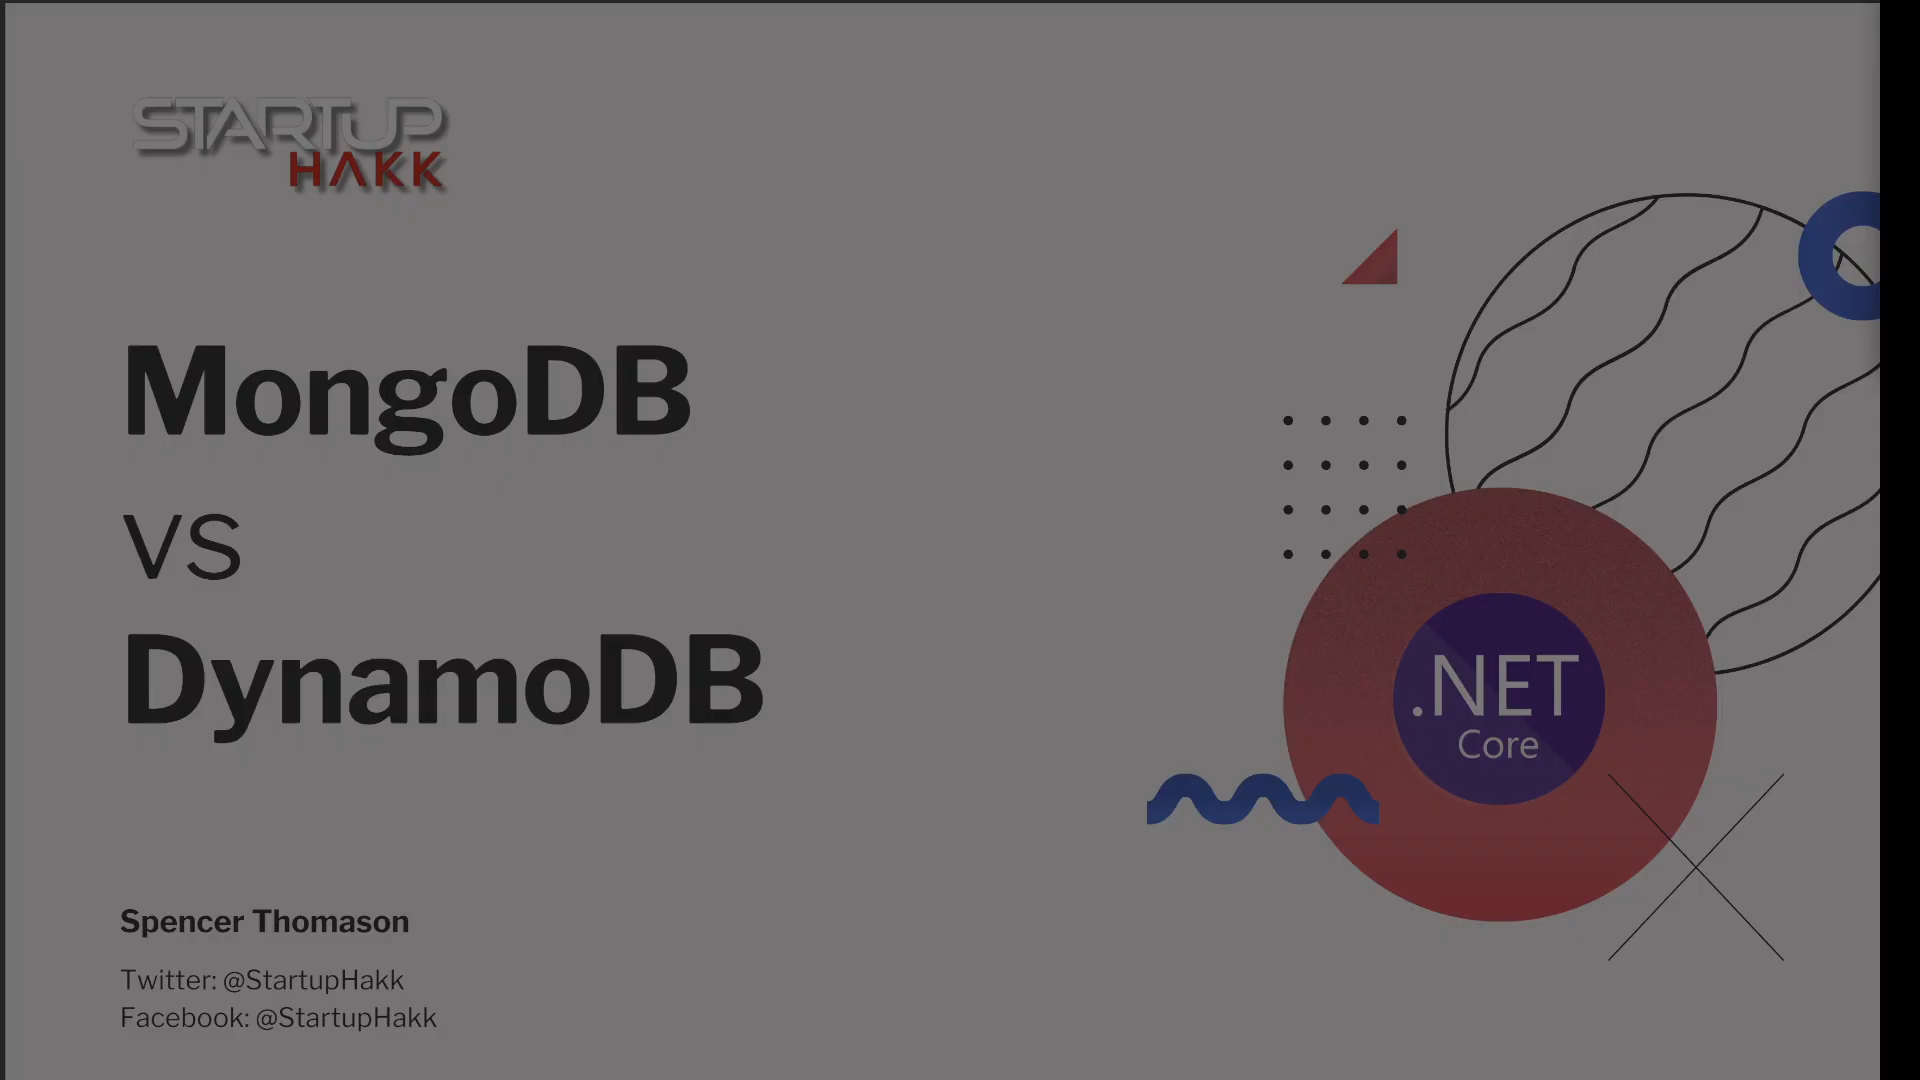 STARTUP
HAKK
MongoDB
VS
DynamoDB
.NET
Core
Spencer Thomason
Twitter: @StartupHakk
Facebook: @StartupHakk